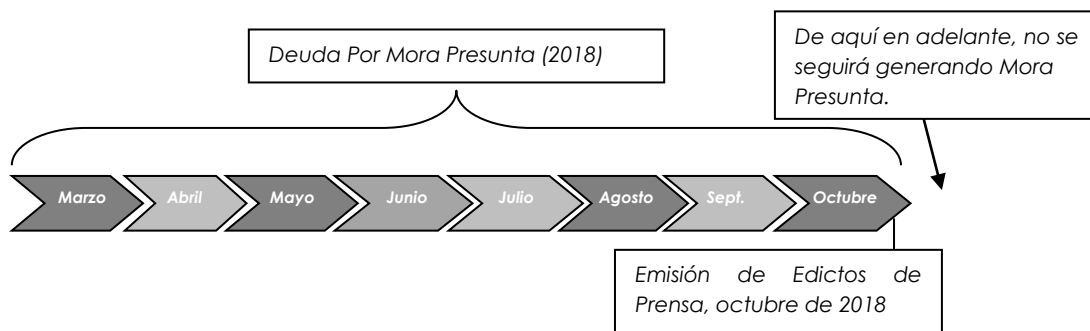 Deuda Por Mora Presunta (2018)
De aquí en adelante, no se
seguirá generando Mora
Presunta.
Marzo
Abril
Mayo
Junio
Julio
Agosto
Sept.
Octubre
Emisión de Edictos de
Prensa, octubre de 2018